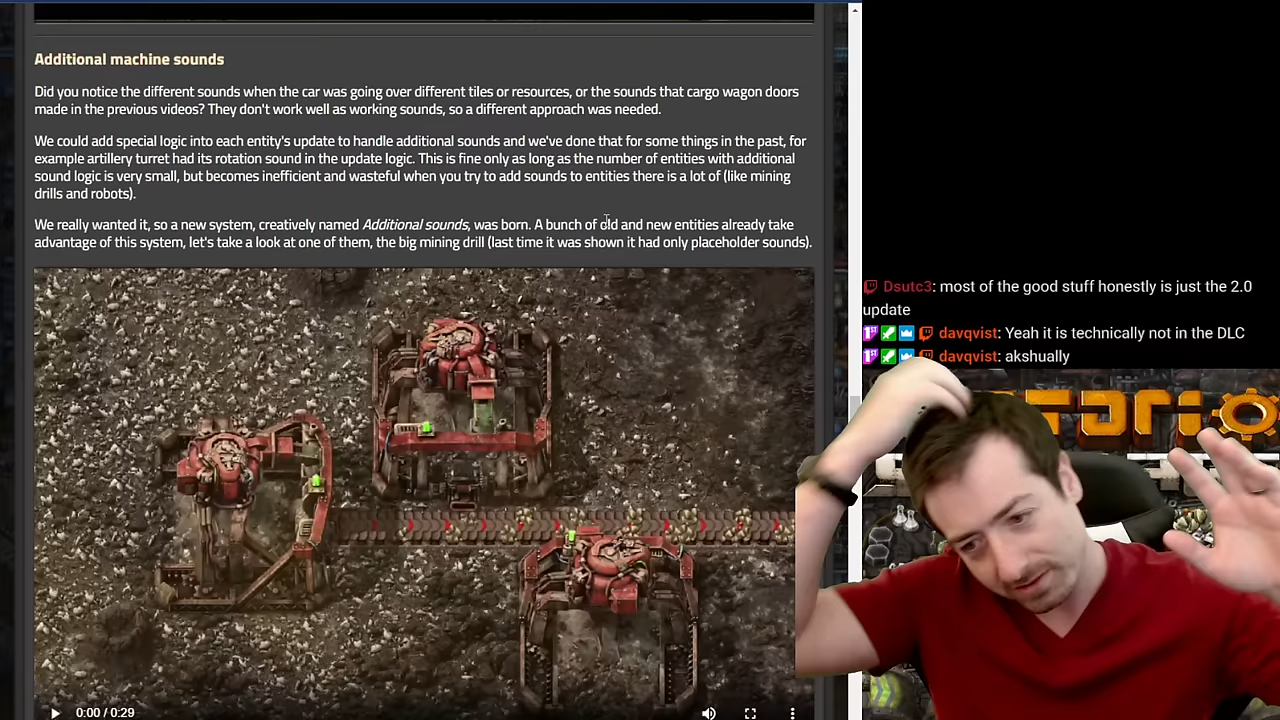 Additional machine sounds
Did you notice the different sounds when the car was going over different tiles or resources, or the sounds that cargo wagon doors
made in the previous videos? They don't work well as working sounds, so a different approach was needed.
We could add special logic into each entity's update to handle additional sounds and we've done that for some things in the past, for
example artillery turret had its rotation sound in the update logic. This is fine only as long as the number of entities with additional
sound logic is very small, but becomes inefficient and wasteful when you try to add sounds to entities there is a lot of (like mining
drills and robots).
We really wanted it, so a new system, creatively named Additional sounds, was born. A bunch of old and new entities already take
advantage of this system, let's take a look at one of them, the big mining drill (last time it was shown it had only placeholder sounds).
0:00 / 0:29
Dsutc3: most of the good stuff honestly is just the 2.0
update
1st davqvist: Yeah it is technically not in the DLC
1st davqvist: akshually